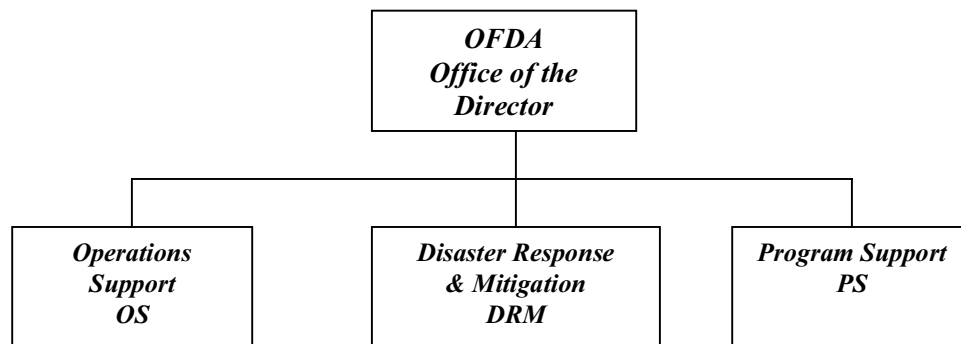 OFDA
Office of the
Director
Operations
Support
OS
Disaster Response
& Mitigation
DRM
Program Support
PS